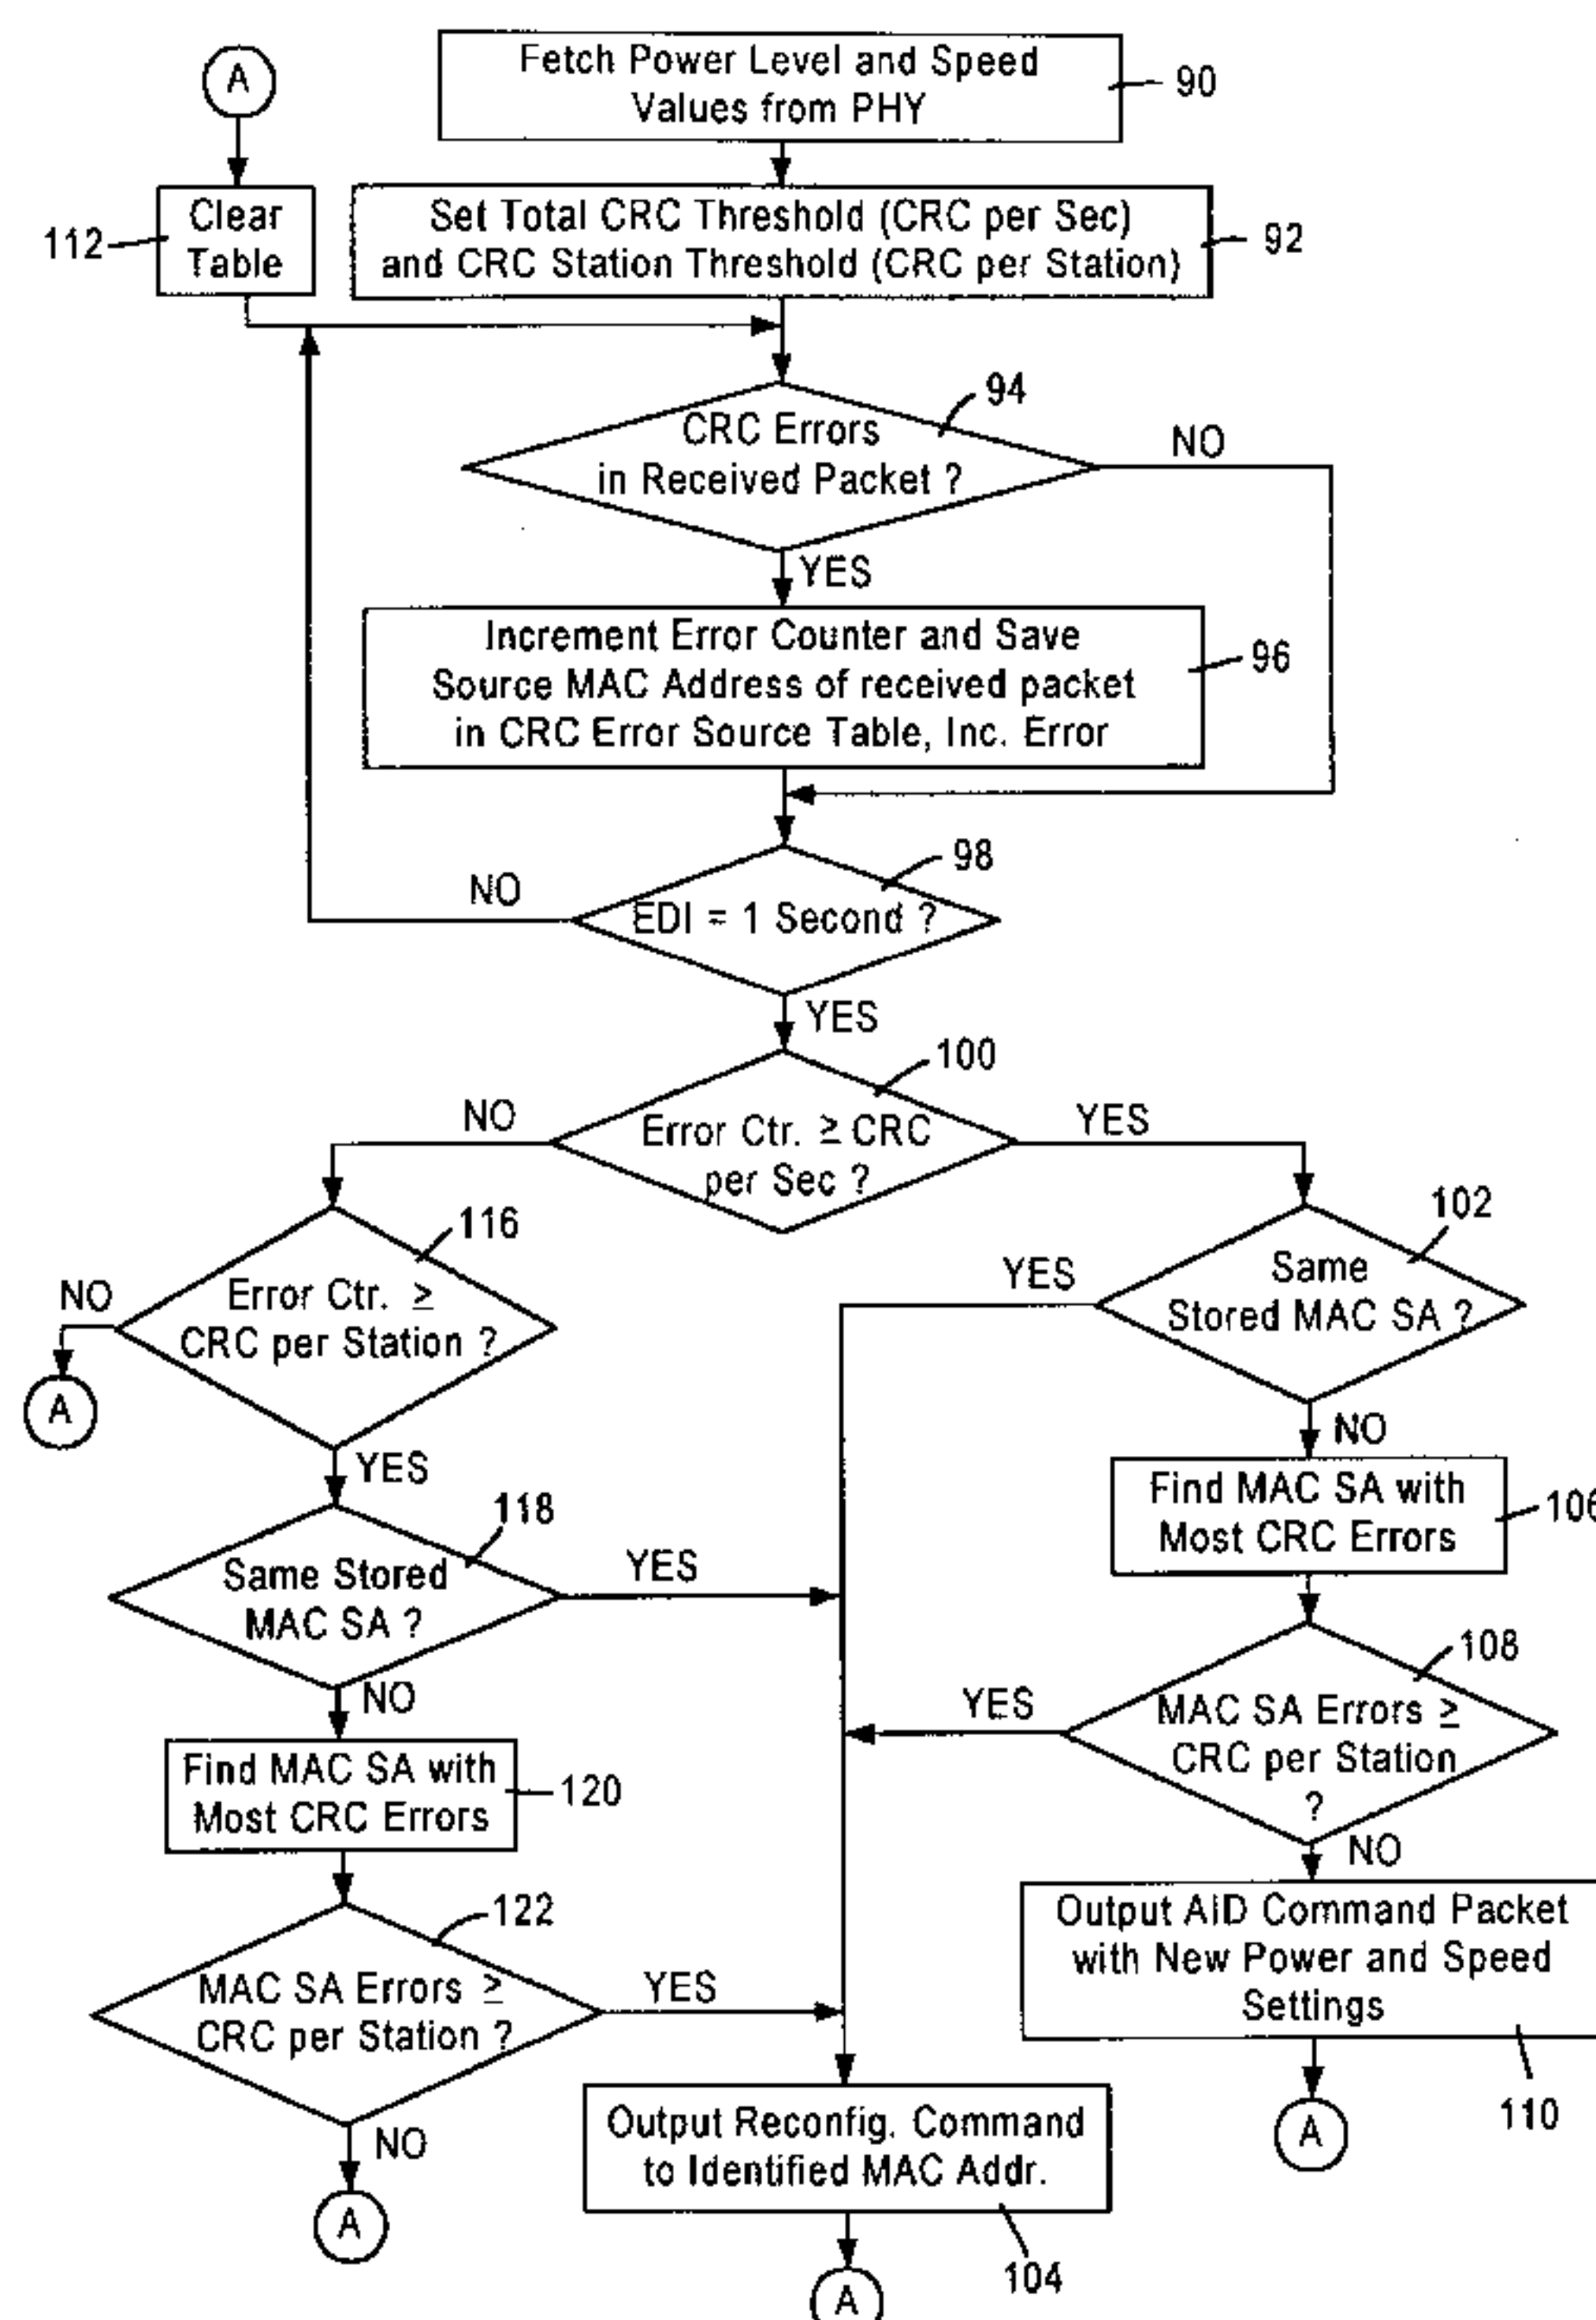 A
Fetch Power Level and Speed
Values from PHY
90
Clear
Table
112
Set Total CRC Threshold (CRC per Sec)
and CRC Station Threshold (CRC per Station)
92
CRC Errors
in Received Packet ?
94
NO
YES
Increment Error Counter and Save
Source MAC Address of received packet
in CRC Error Source Table, Inc. Error
96
EDI = 1 Second ?
98
NO
YES
Error Ctr. ≥ CRC
per Sec ?
100
NO
YES
Error Ctr. ≥
CRC per Station ?
116
NO
A
YES
Same
Stored MAC SA ?
102
YES
NO
Same Stored
MAC SA ?
118
YES
NO
Find MAC SA with
Most CRC Errors
106
MAC SA Errors ≥
CRC per Station
?
108
YES
NO
Find MAC SA with
Most CRC Errors
120
MAC SA Errors ≥
CRC per Station ?
122
YES
NO
A
Output AID Command Packet
with New Power and Speed
Settings
110
A
Output Reconfig. Command
to Identified MAC Addr.
104
A